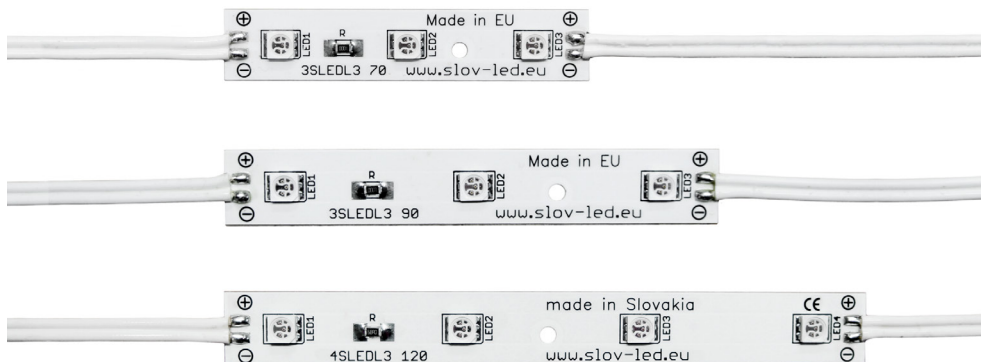 ⊕ Made in EU ⊕
LED1 R LED2 LED3
⊖ 3SLEDL3 70 www.slov-led.eu ⊖
⊕ Made in EU ⊕
LED1 R LED2 LED3
⊖ 3SLEDL3 90 www.slov-led.eu ⊖
⊕ made in Slovakia CE ⊕
LED1 R LED2 LED3 LED4
⊖ 4SLEDL3 120 www.slov-led.eu ⊖